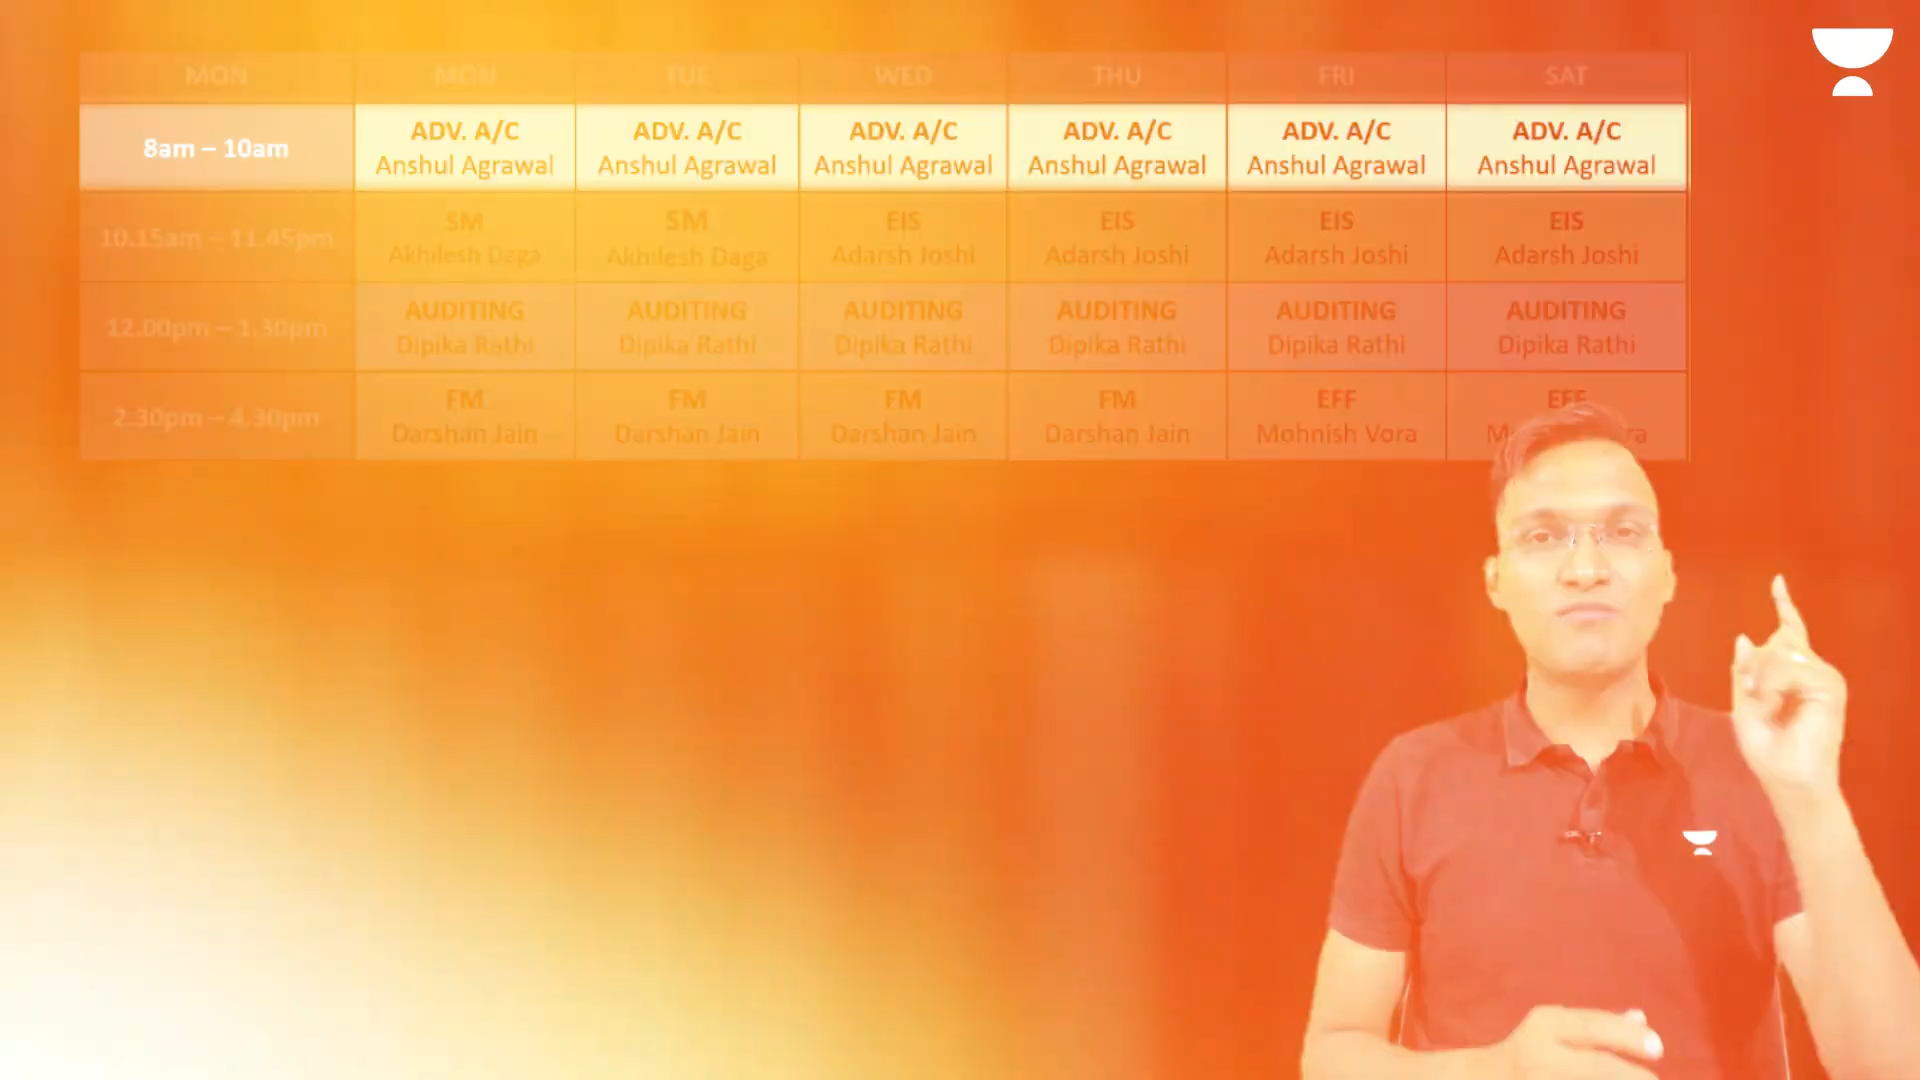 MON MON TUE WED THU FRI SAT
8am – 10am ADV. A/C ADV. A/C ADV. A/C ADV. A/C ADV. A/C ADV. A/C
Anshul Agrawal Anshul Agrawal Anshul Agrawal Anshul Agrawal Anshul Agrawal Anshul Agrawal
10.15am – 11.45pm SM SM EIS EIS EIS EIS
Akhilesh Daga Akhilesh Daga Adarsh Joshi Adarsh Joshi Adarsh Joshi Adarsh Joshi
12.00pm – 1.30pm AUDITING AUDITING AUDITING AUDITING AUDITING AUDITING
Dipika Rathi Dipika Rathi Dipika Rathi Dipika Rathi Dipika Rathi Dipika Rathi
2.30pm – 4.30pm FM FM FM FM EFF EFF
Darshan Jain Darshan Jain Darshan Jain Darshan Jain Mohnish Vora